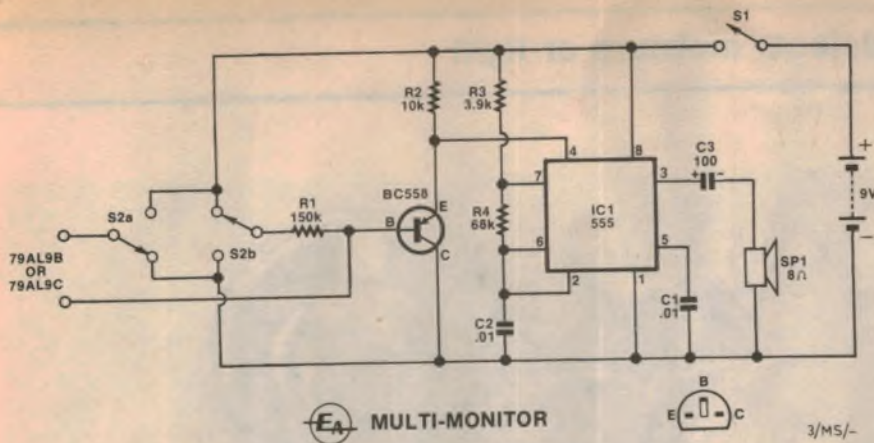 S1
R2
10k
R3
3.9k
4
8
C3
100
+ -
+
9V
-
7
3
BC558
E
B
C
R1
150k
S2a
S2b
79AL9B
OR
79AL9C
R4
68k
IC1
555
6
5
2
1
SP1
8Ω
C1
.01
C2
.01
EA MULTI-MONITOR
B
E C
3/MS/-